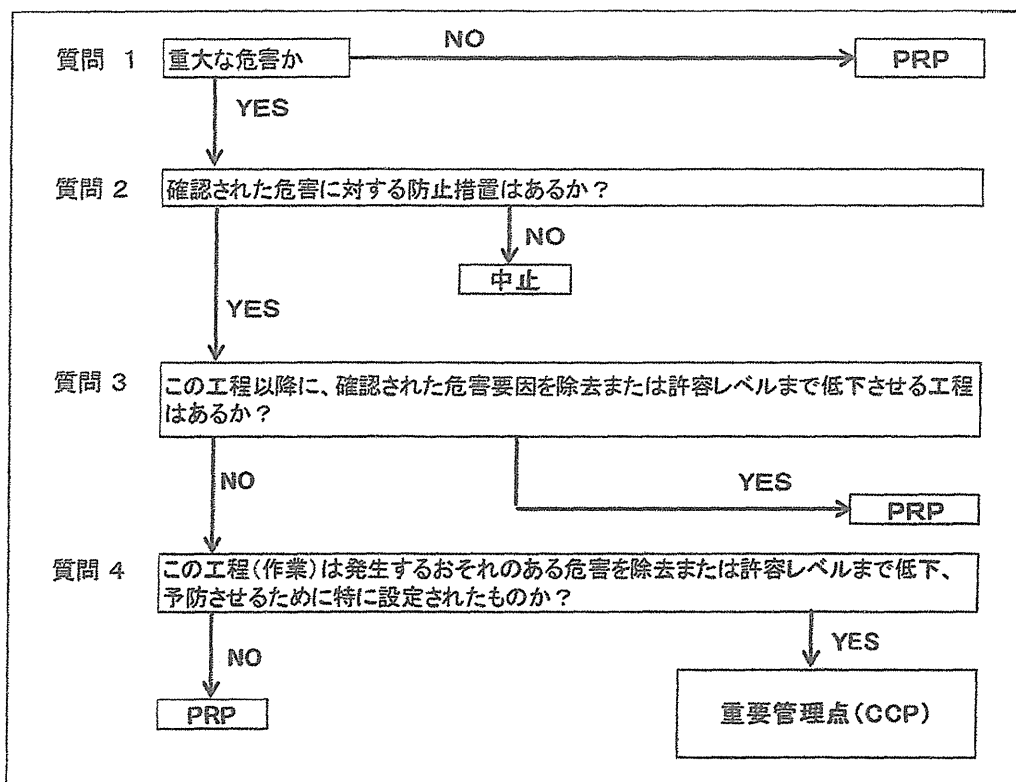 質問 1 重大な危害か
NO
PRP
YES
質問 2 確認された危害に対する防止措置はあるか？
NO
中止
YES
質問 3 この工程以降に、確認された危害要因を除去または許容レベルまで低下させる工程
はあるか？
NO
YES
PRP
質問 4 この工程(作業)は発生するおそれのある危害を除去または許容レベルまで低下、
予防させるために特に設定されたものか？
NO
YES
PRP
重要管理点(CCP)